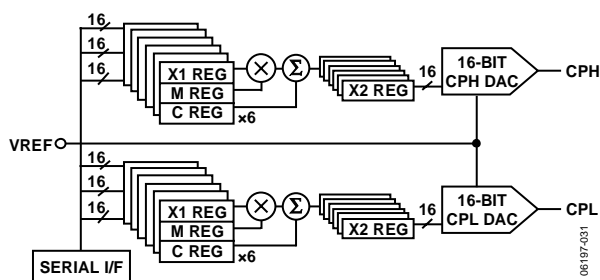 16
16
16
X1 REG
M REG
C REG
×6
×
Σ
X2 REG
16
16-BIT
CPH DAC
CPH
VREF
16
16
16
X1 REG
M REG
C REG
×6
×
Σ
X2 REG
16
16-BIT
CPL DAC
CPL
SERIAL I/F
06197-031